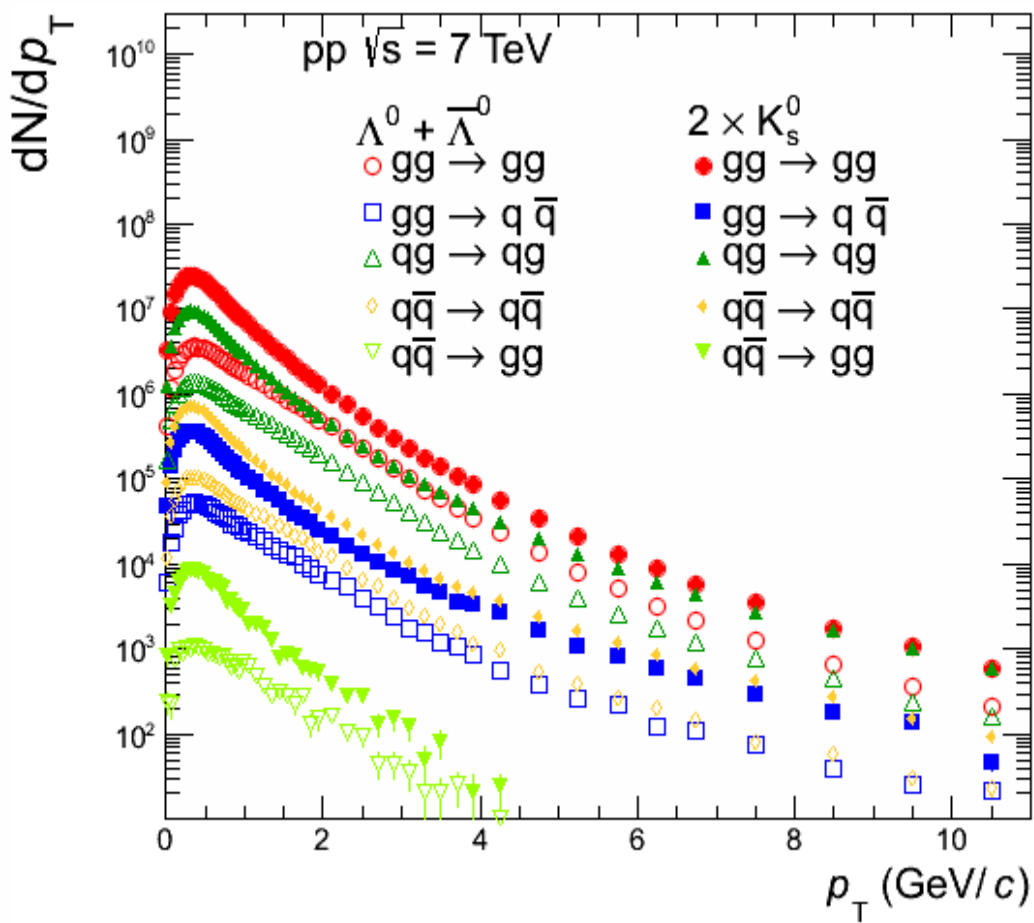 dN/dp_T
pp √s = 7 TeV
Λ⁰ + Λ̅⁰
2 × K_s^0
gg → gg
gg → q q̅
qg → qg
qq̅ → qq̅
qq̅ → gg
gg → gg
gg → q q̅
qg → qg
qq̅ → qq̅
qq̅ → gg
10¹⁰
10⁹
10⁸
10⁷
10⁶
10⁵
10⁴
10³
10²
0 2 4 6 8 10
p_T (GeV/c)